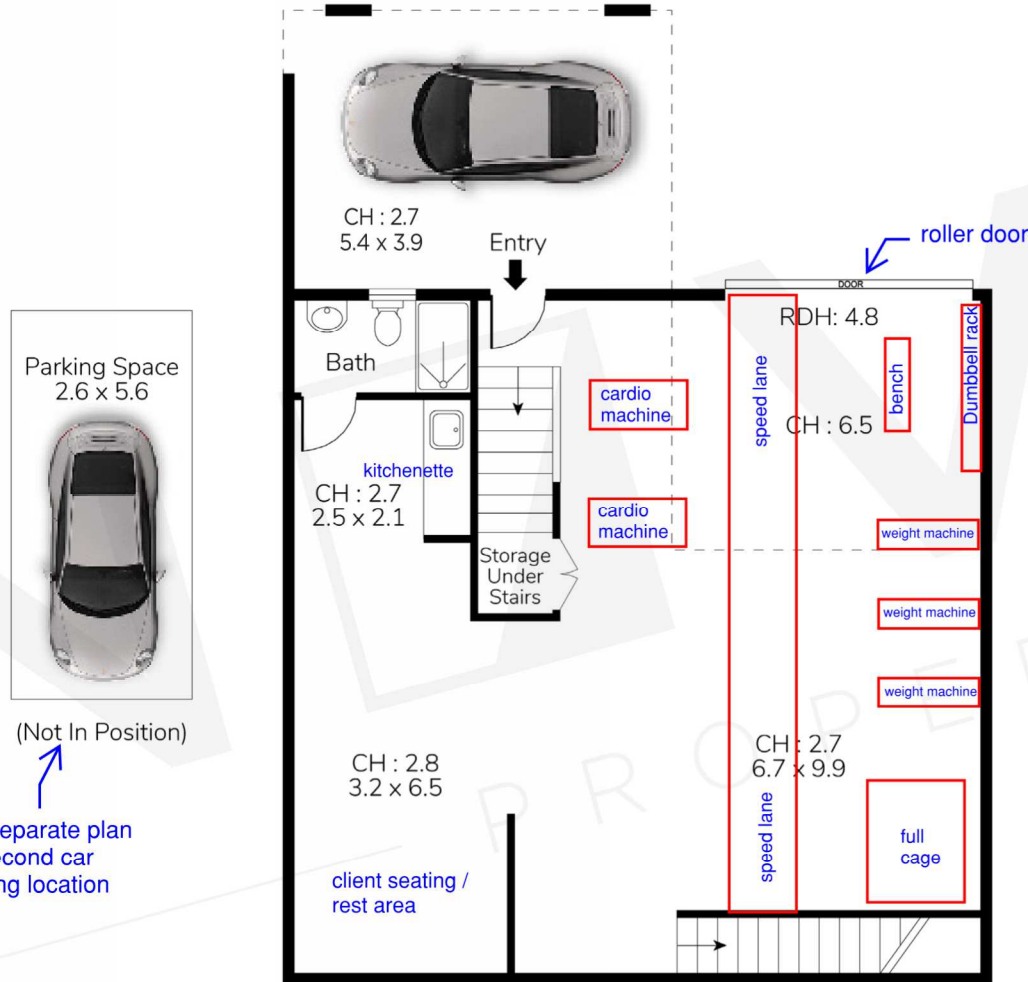 CH : 2.7
5.4 x 3.9
Entry
roller door
DOOR
RDH: 4.8
Parking Space
2.6 x 5.6
Bath
cardio
machine
speed lane
bench
Dumbbell rack
CH : 6.5
kitchenette
CH : 2.7
2.5 x 2.1
cardio
machine
weight machine
Storage
Under
Stairs
weight machine
weight machine
(Not In Position)
CH : 2.8
3.2 x 6.5
CH : 2.7
6.7 x 9.9
eparate plan
econd car
ng location
speed lane
full
cage
client seating /
rest area
P R O P E